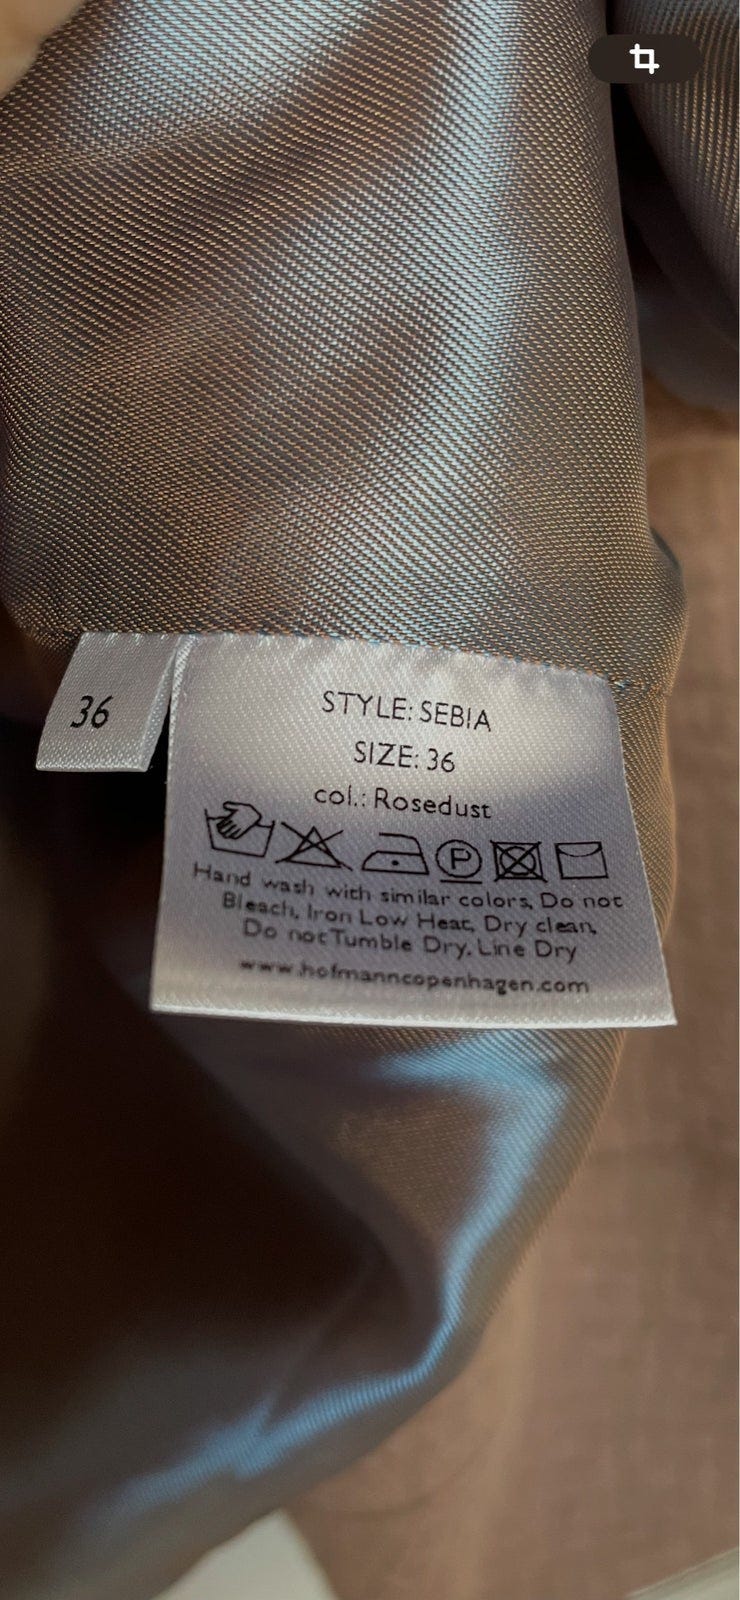 36
STYLE: SEBIA
SIZE: 36
col.: Rosedust
P
Hand wash with similar colors, Do not
Bleach, Iron Low Heat, Dry clean,
Do not Tumble Dry, Line Dry
www.hofmanncopenhagen.com